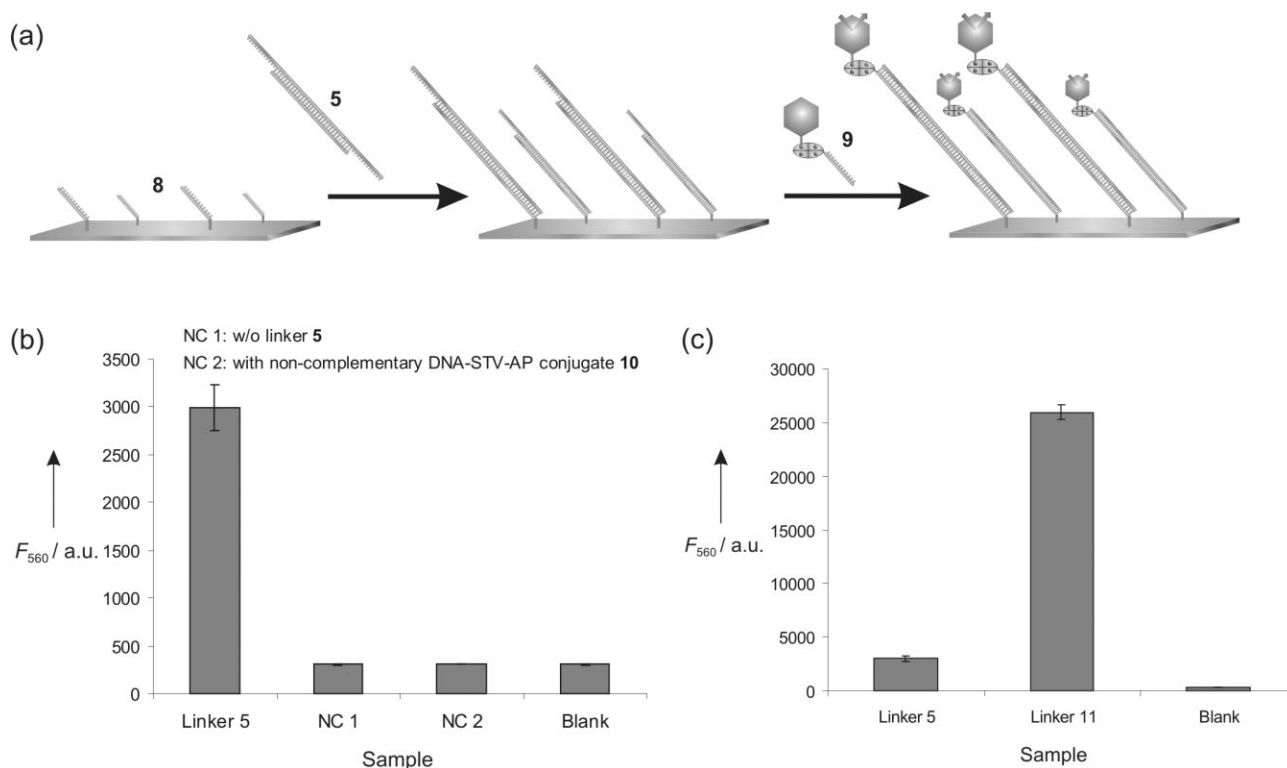 (a)
5
8
9
(b)
NC 1: w/o linker 5
NC 2: with non-complementary DNA-STV-AP conjugate 10
3500
3000
2500
2000
1500
1000
500
0
F560 / a.u.
Linker 5 NC 1 NC 2 Blank
Sample
(c)
30000
25000
20000
15000
10000
5000
0
F560 / a.u.
Linker 5 Linker 11 Blank
Sample